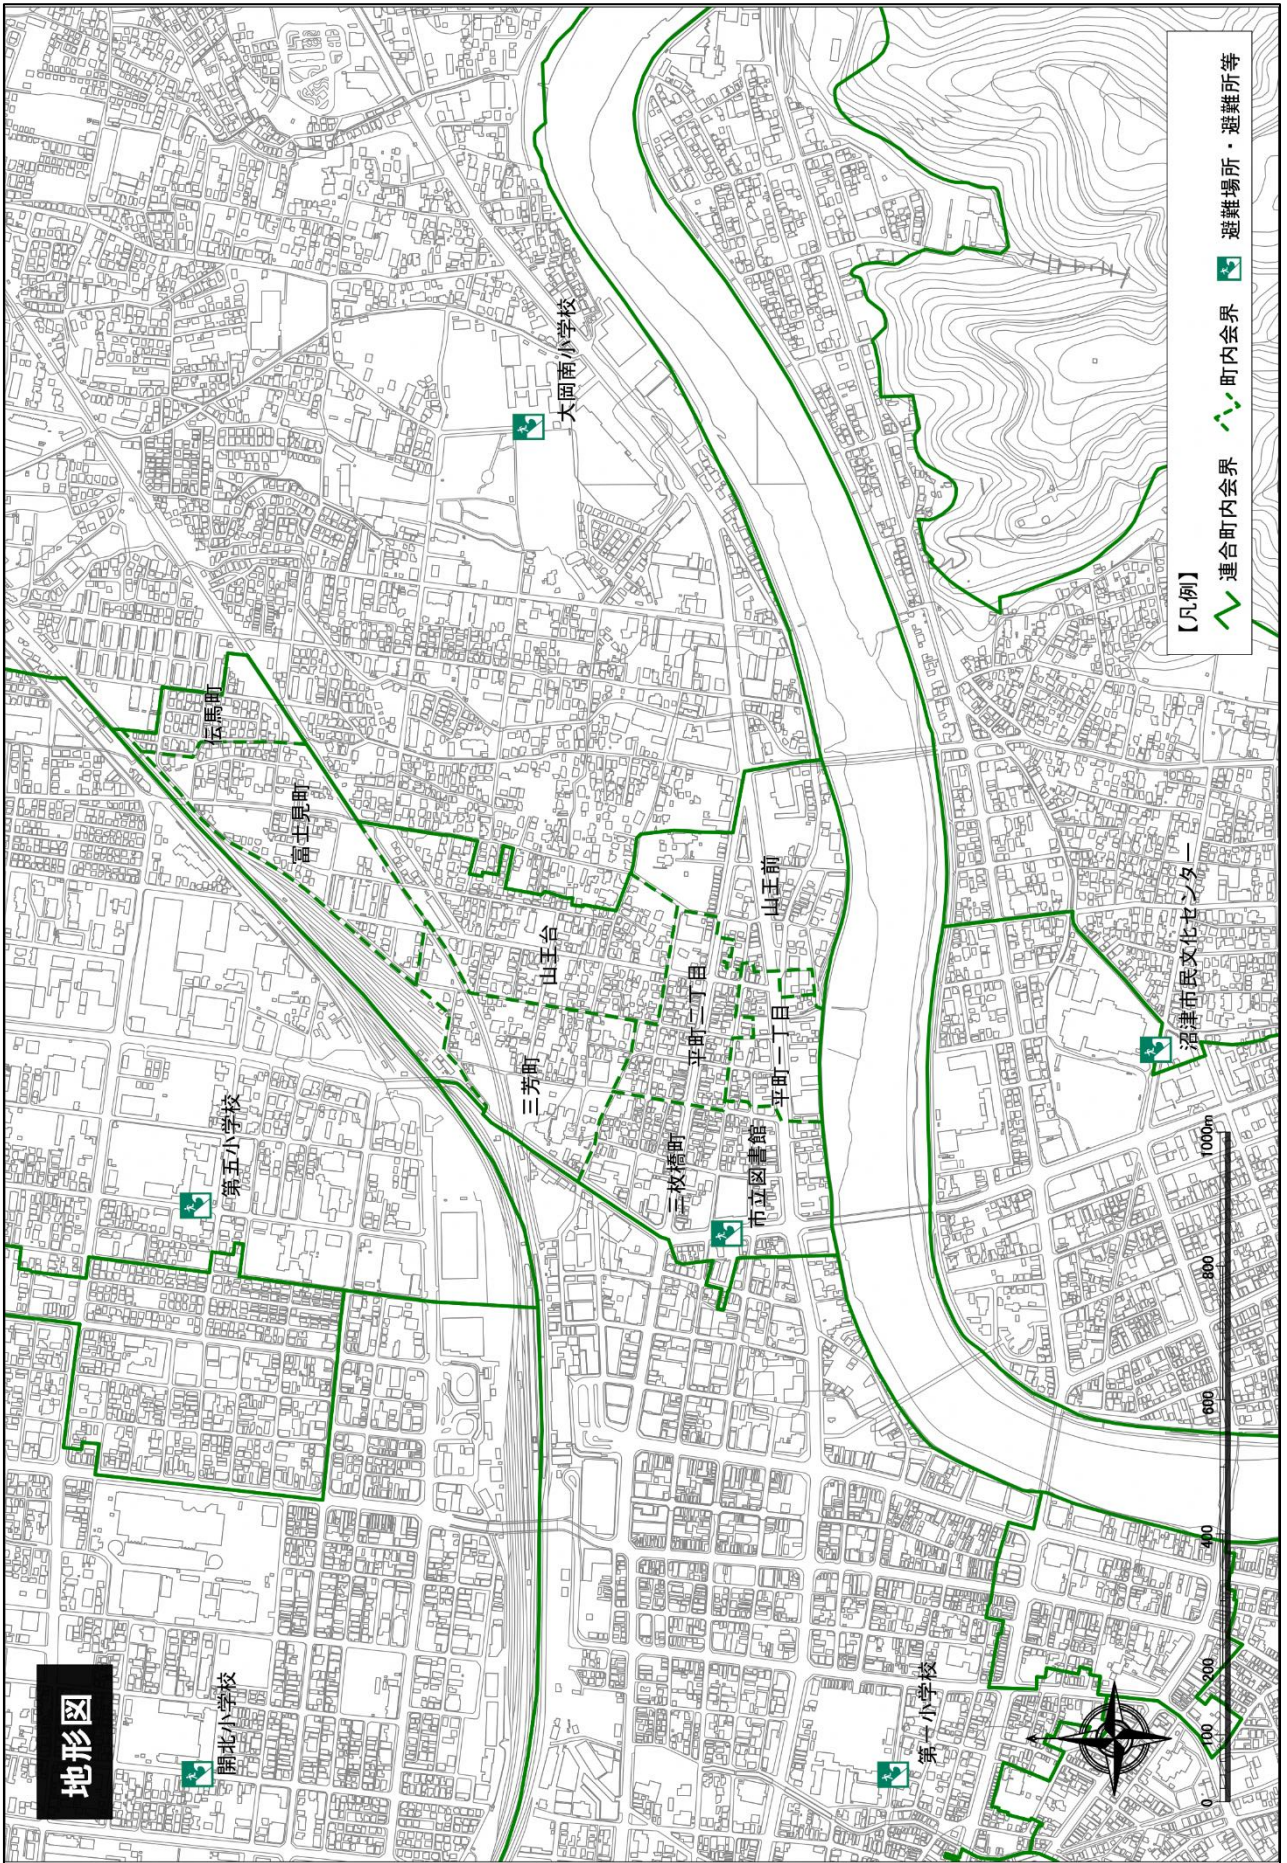 地形図
開北小学校
第五小学校
伝馬町
富士見町
三芳町
山王台
大岡南小学校
三枚橋町
平町二丁目
市立図書館
平町一丁目
山王前
第一小学校
沼津市民文化センター
0 100 200 400 600 800 1000m
【凡例】
連合町内会界 町内会界 避難場所・避難所等